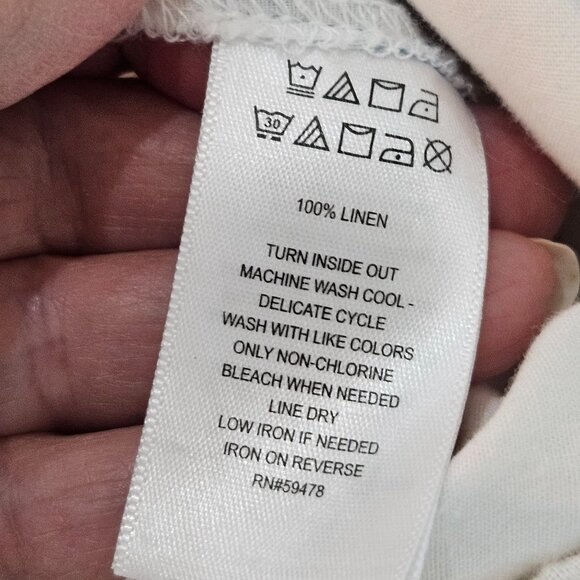 30
100% LINEN
TURN INSIDE OUT
MACHINE WASH COOL -
DELICATE CYCLE
WASH WITH LIKE COLORS
ONLY NON-CHLORINE
BLEACH WHEN NEEDED
LINE DRY
LOW IRON IF NEEDED
IRON ON REVERSE
RN#59478